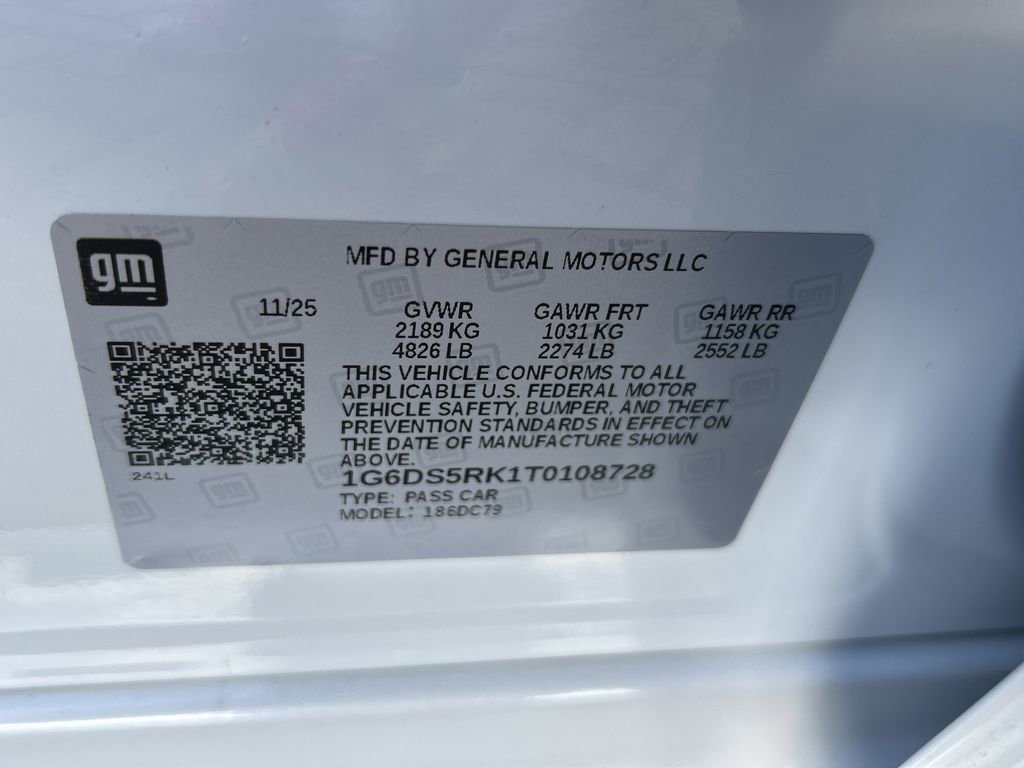 gm
MFD BY GENERAL MOTORS LLC
11/25 GVWR GAWR FRT GAWR RR
2189 KG 1031 KG 1158 KG
4826 LB 2274 LB 2552 LB
THIS VEHICLE CONFORMS TO ALL
APPLICABLE U.S. FEDERAL MOTOR
VEHICLE SAFETY, BUMPER, AND THEFT
PREVENTION STANDARDS IN EFFECT ON
THE DATE OF MANUFACTURE SHOWN
ABOVE.
241L
1G6DS5RK1T0108728
TYPE: PASS CAR
MODEL: 186DC79